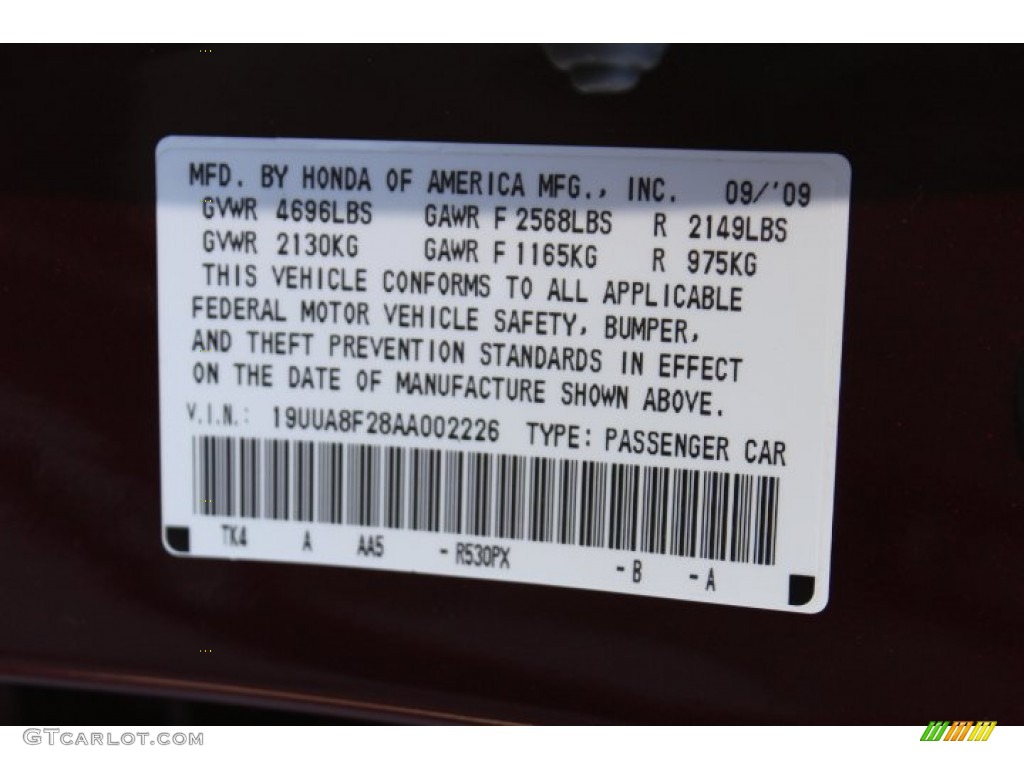 MFD. BY HONDA OF AMERICA MFG., INC. 09/'09
GVWR 4696LBS GAWR F 2568LBS R 2149LBS
GVWR 2130KG GAWR F 1165KG R 975KG
THIS VEHICLE CONFORMS TO ALL APPLICABLE
FEDERAL MOTOR VEHICLE SAFETY, BUMPER,
AND THEFT PREVENTION STANDARDS IN EFFECT
ON THE DATE OF MANUFACTURE SHOWN ABOVE.
V.I.N.: 19UUA8F28AA002226 TYPE: PASSENGER CAR
TK4 A AA5 - R530PX - B - A
GTCARLOT.COM